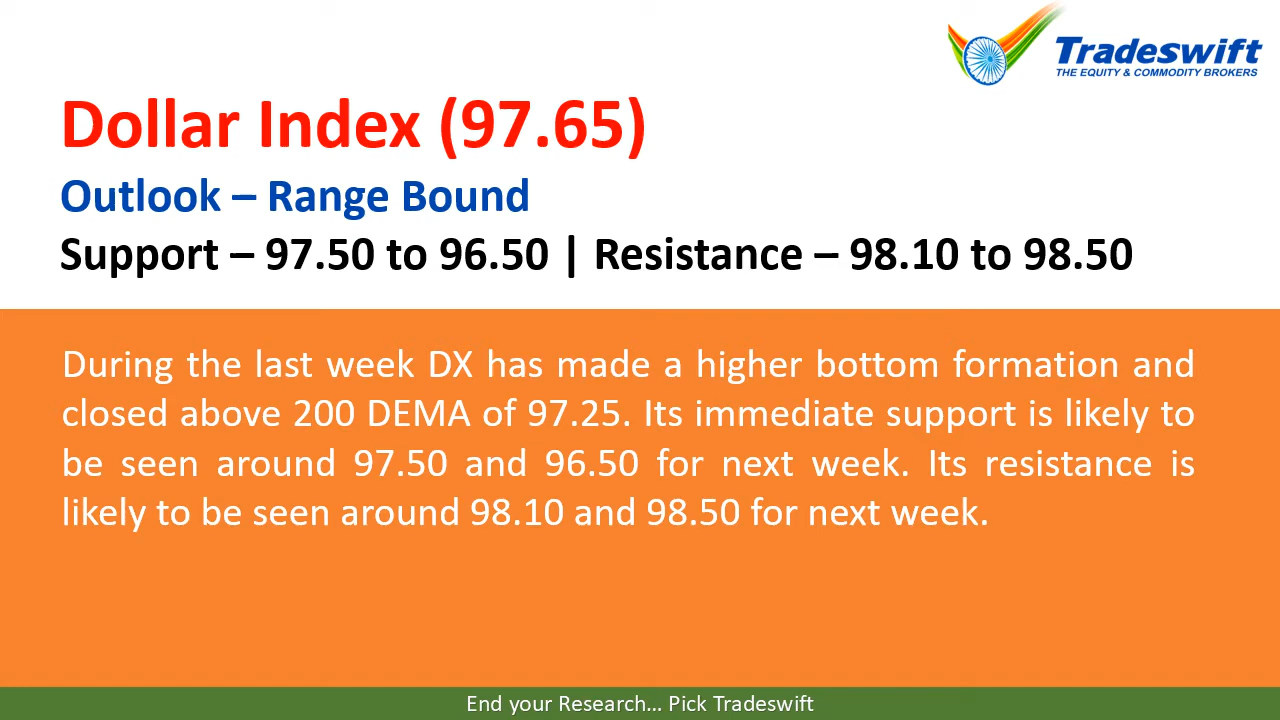 Tradeswift
THE EQUITY & COMMODITY BROKERS
Dollar Index (97.65)
Outlook – Range Bound
Support – 97.50 to 96.50 | Resistance – 98.10 to 98.50
During the last week DX has made a higher bottom formation and
closed above 200 DEMA of 97.25. Its immediate support is likely to
be seen around 97.50 and 96.50 for next week. Its resistance is
likely to be seen around 98.10 and 98.50 for next week.
End your Research... Pick Tradeswift